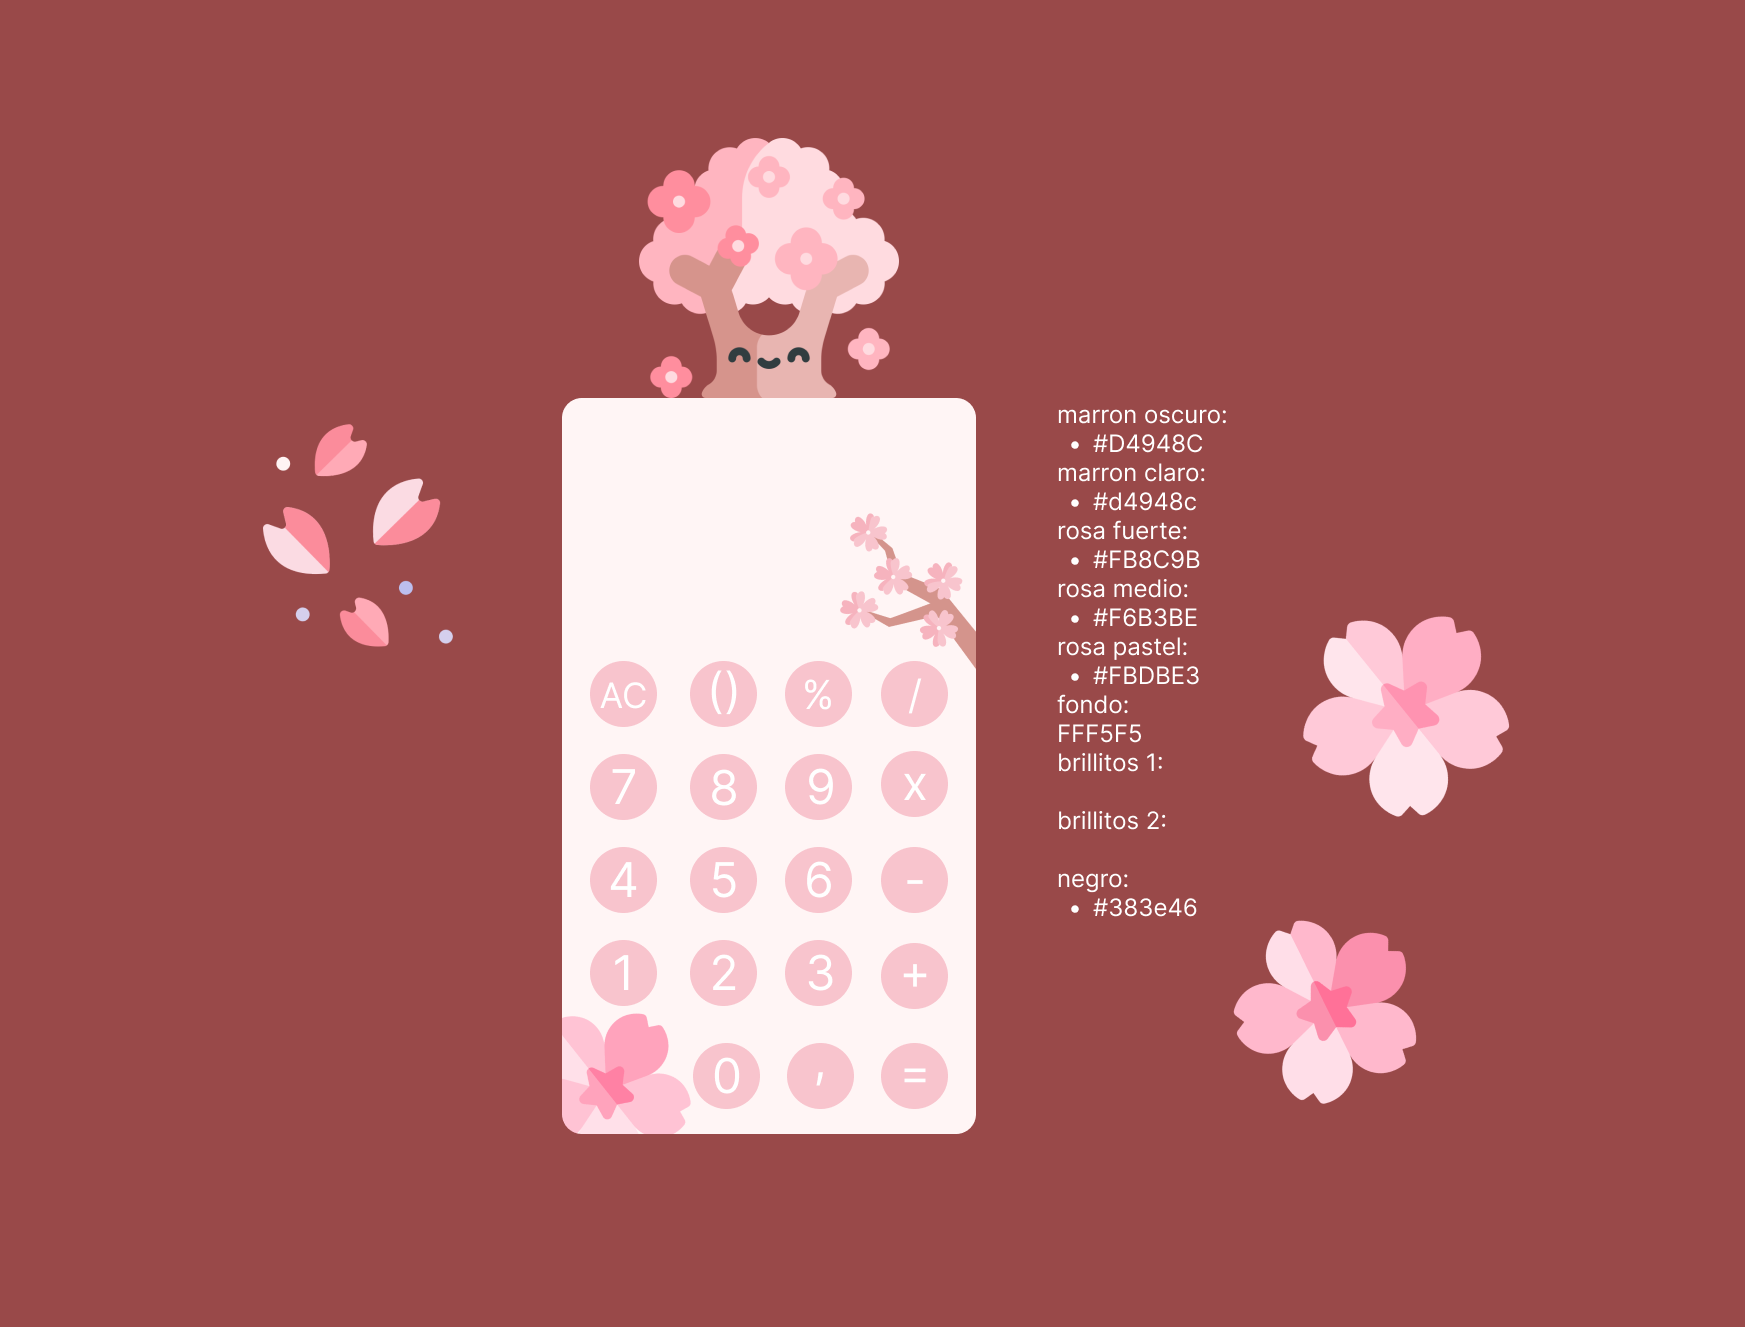 AC () % /
7 8 9 x
4 5 6 -
1 2 3 +
0 , =
marron oscuro:
• #D4948C
marron claro:
• #d4948c
rosa fuerte:
• #FB8C9B
rosa medio:
• #F6B3BE
rosa pastel:
• #FBDBE3
fondo:
FFF5F5
brillitos 1:
brillitos 2:
negro:
• #383e46